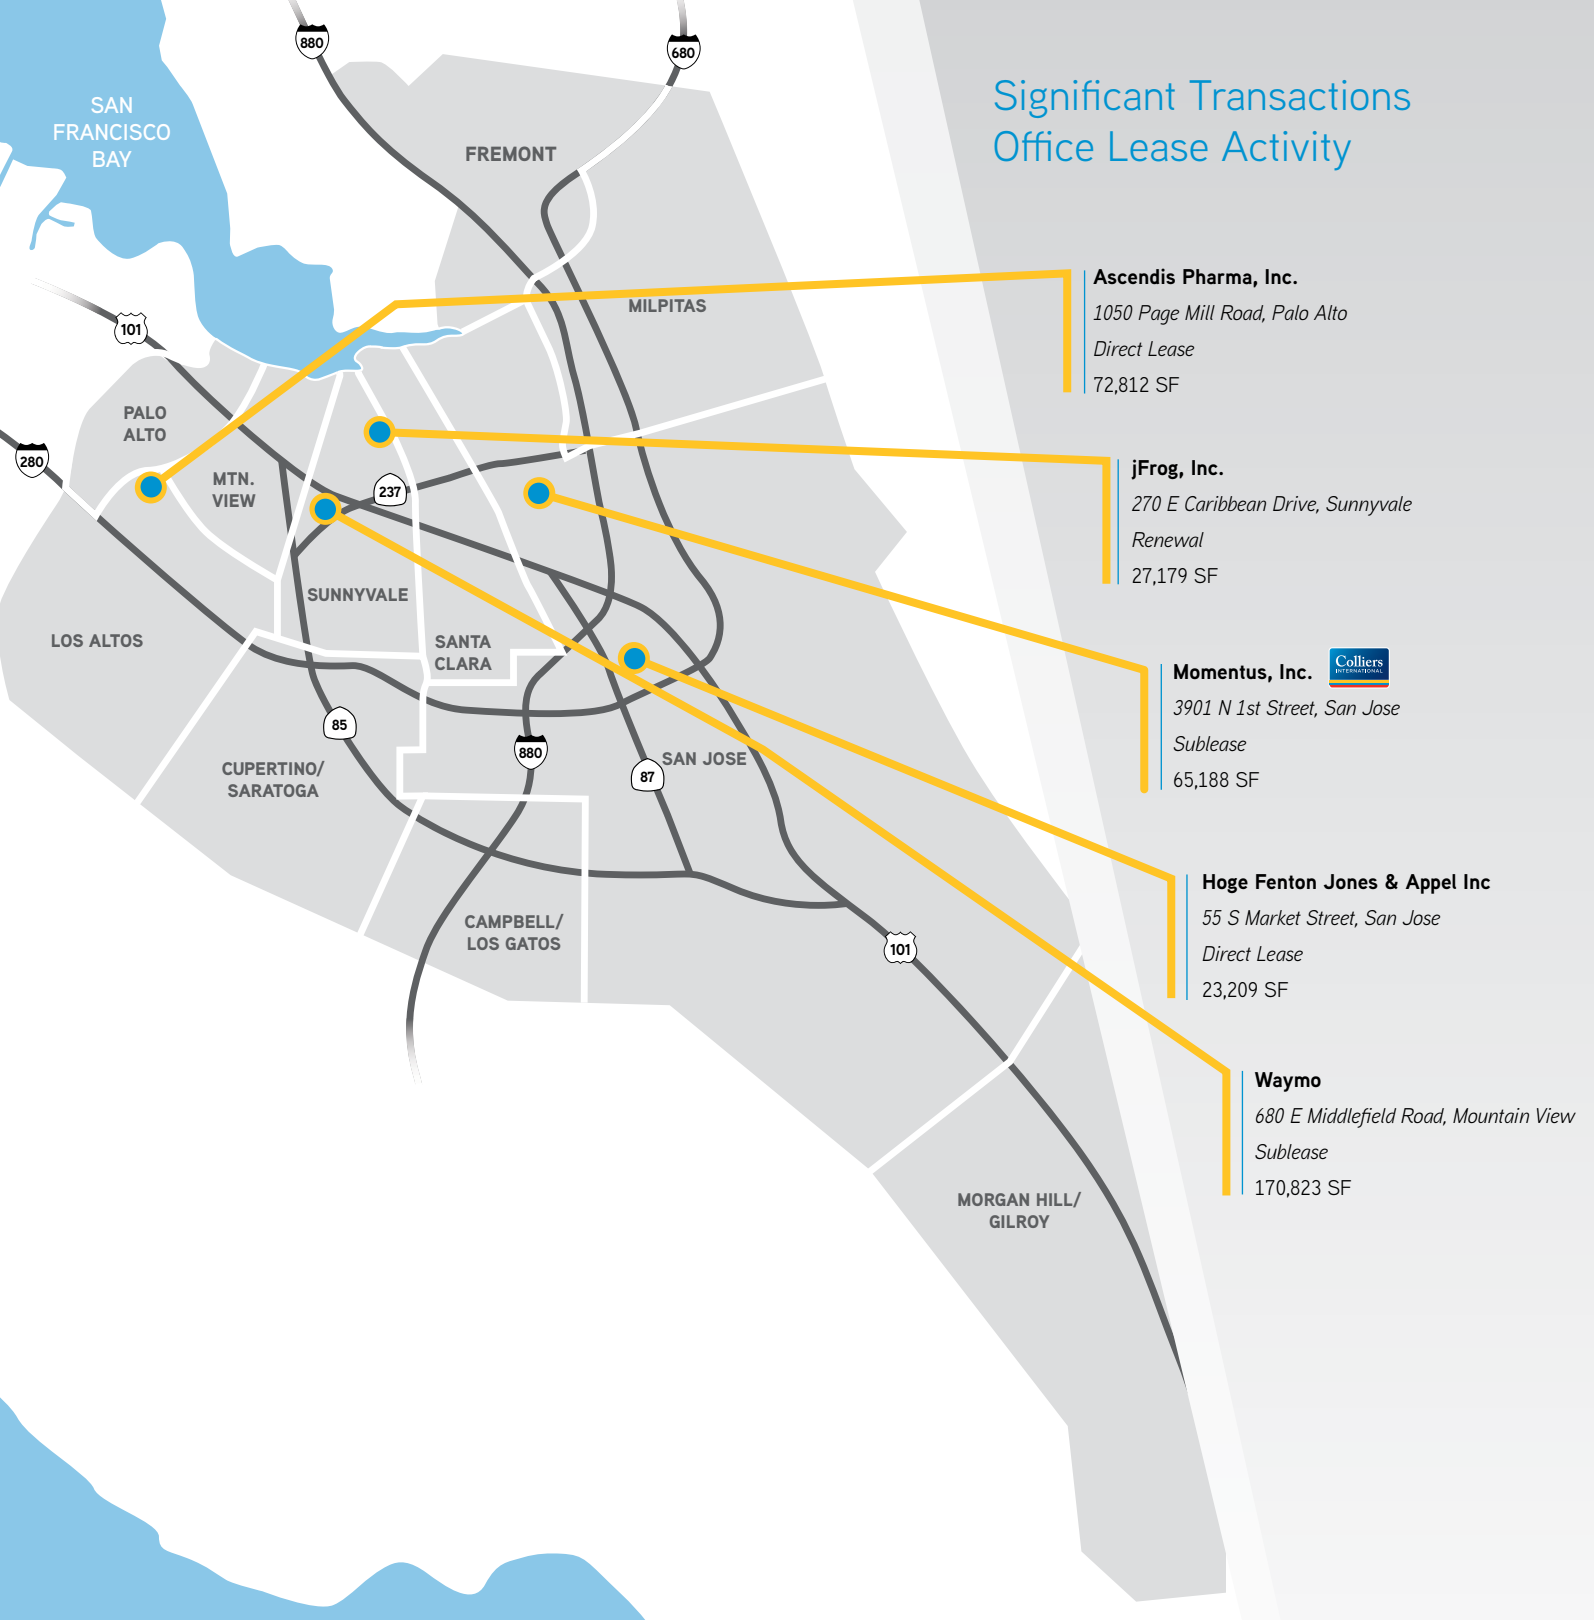 Significant Transactions
Office Lease Activity
880
680
SAN
FRANCISCO
BAY
FREMONT
MILPITAS
101
PALO
ALTO
280
MTN.
VIEW
237
SUNNYVALE
LOS ALTOS
SANTA
CLARA
85
880
87
SAN JOSE
CUPERTINO/
SARATOGA
CAMPBELL/
LOS GATOS
101
MORGAN HILL/
GILROY
Ascendis Pharma, Inc.
1050 Page Mill Road, Palo Alto
Direct Lease
72,812 SF
jFrog, Inc.
270 E Caribbean Drive, Sunnyvale
Renewal
27,179 SF
Momentus, Inc.
Colliers
INTERNATIONAL
3901 N 1st Street, San Jose
Sublease
65,188 SF
Hoge Fenton Jones & Appel Inc
55 S Market Street, San Jose
Direct Lease
23,209 SF
Waymo
680 E Middlefield Road, Mountain View
Sublease
170,823 SF